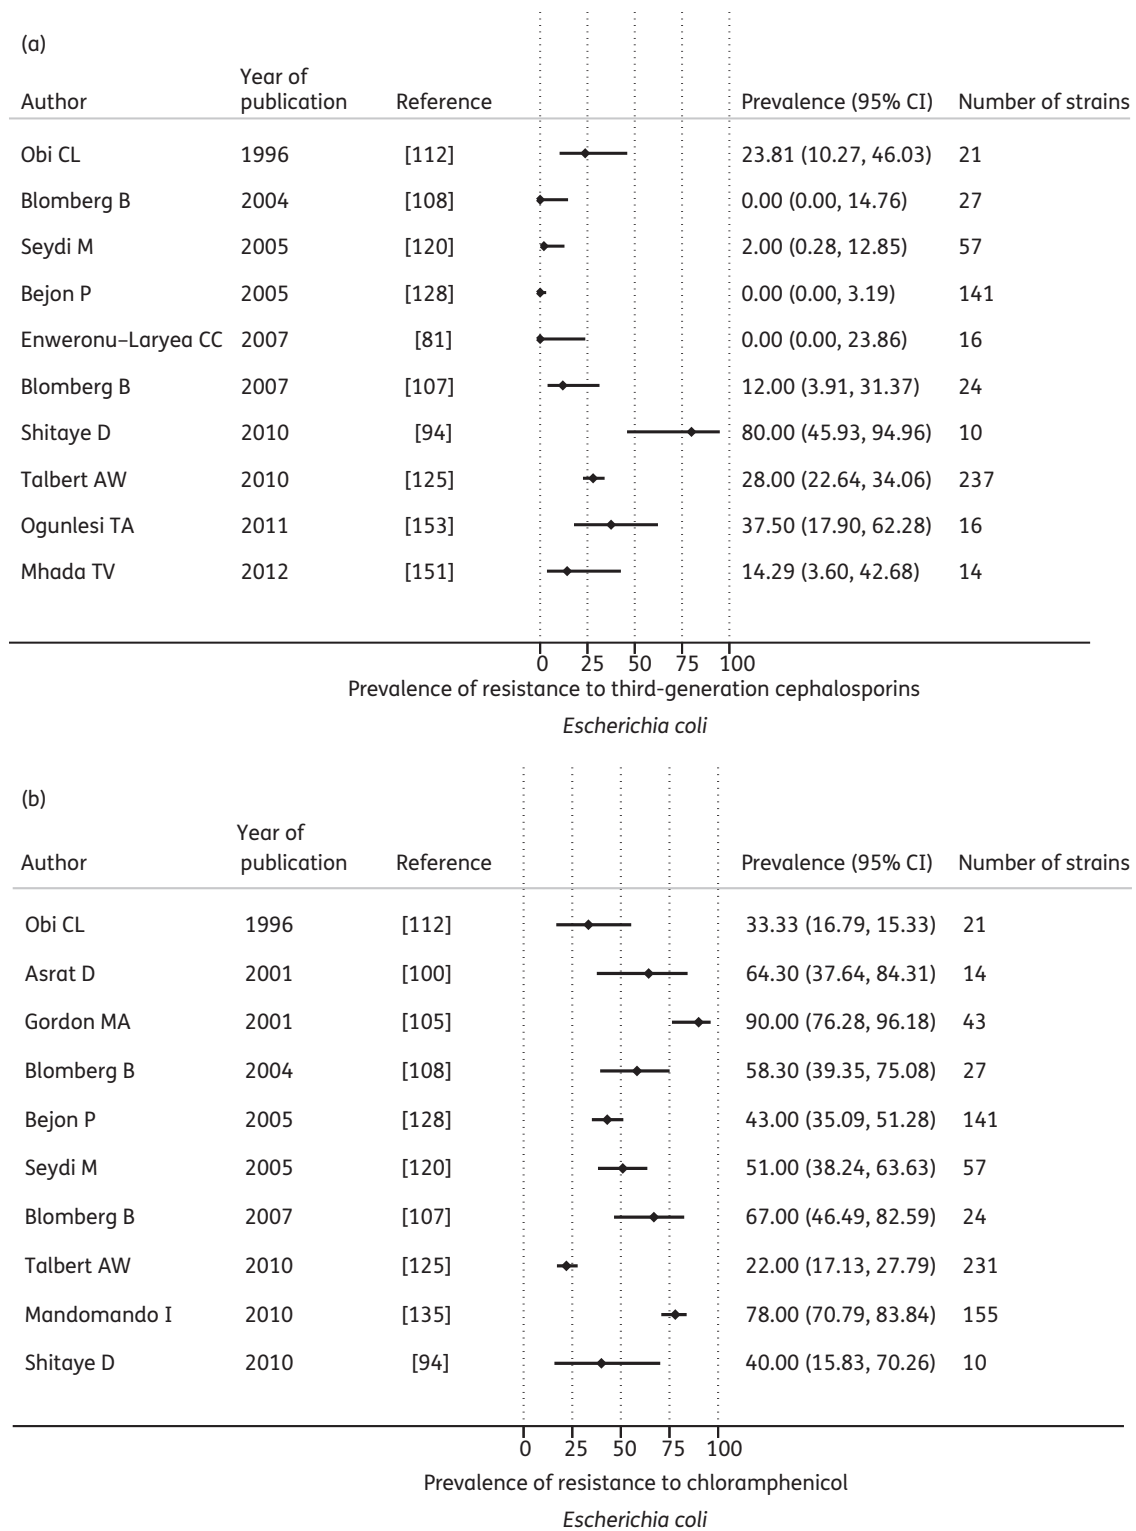 (a)
Year of
Author publication Reference Prevalence (95% CI) Number of strains
Obi CL 1996 [112] 23.81 (10.27, 46.03) 21
Blomberg B 2004 [108] 0.00 (0.00, 14.76) 27
Seydi M 2005 [120] 2.00 (0.28, 12.85) 57
Bejon P 2005 [128] 0.00 (0.00, 3.19) 141
Enweronu–Laryea CC 2007 [81] 0.00 (0.00, 23.86) 16
Blomberg B 2007 [107] 12.00 (3.91, 31.37) 24
Shitaye D 2010 [94] 80.00 (45.93, 94.96) 10
Talbert AW 2010 [125] 28.00 (22.64, 34.06) 237
Ogunlesi TA 2011 [153] 37.50 (17.90, 62.28) 16
Mhada TV 2012 [151] 14.29 (3.60, 42.68) 14
0 25 50 75 100
Prevalence of resistance to third-generation cephalosporins
Escherichia coli
(b)
Year of
Author publication Reference Prevalence (95% CI) Number of strains
Obi CL 1996 [112] 33.33 (16.79, 15.33) 21
Asrat D 2001 [100] 64.30 (37.64, 84.31) 14
Gordon MA 2001 [105] 90.00 (76.28, 96.18) 43
Blomberg B 2004 [108] 58.30 (39.35, 75.08) 27
Bejon P 2005 [128] 43.00 (35.09, 51.28) 141
Seydi M 2005 [120] 51.00 (38.24, 63.63) 57
Blomberg B 2007 [107] 67.00 (46.49, 82.59) 24
Talbert AW 2010 [125] 22.00 (17.13, 27.79) 231
Mandomando I 2010 [135] 78.00 (70.79, 83.84) 155
Shitaye D 2010 [94] 40.00 (15.83, 70.26) 10
0 25 50 75 100
Prevalence of resistance to chloramphenicol
Escherichia coli